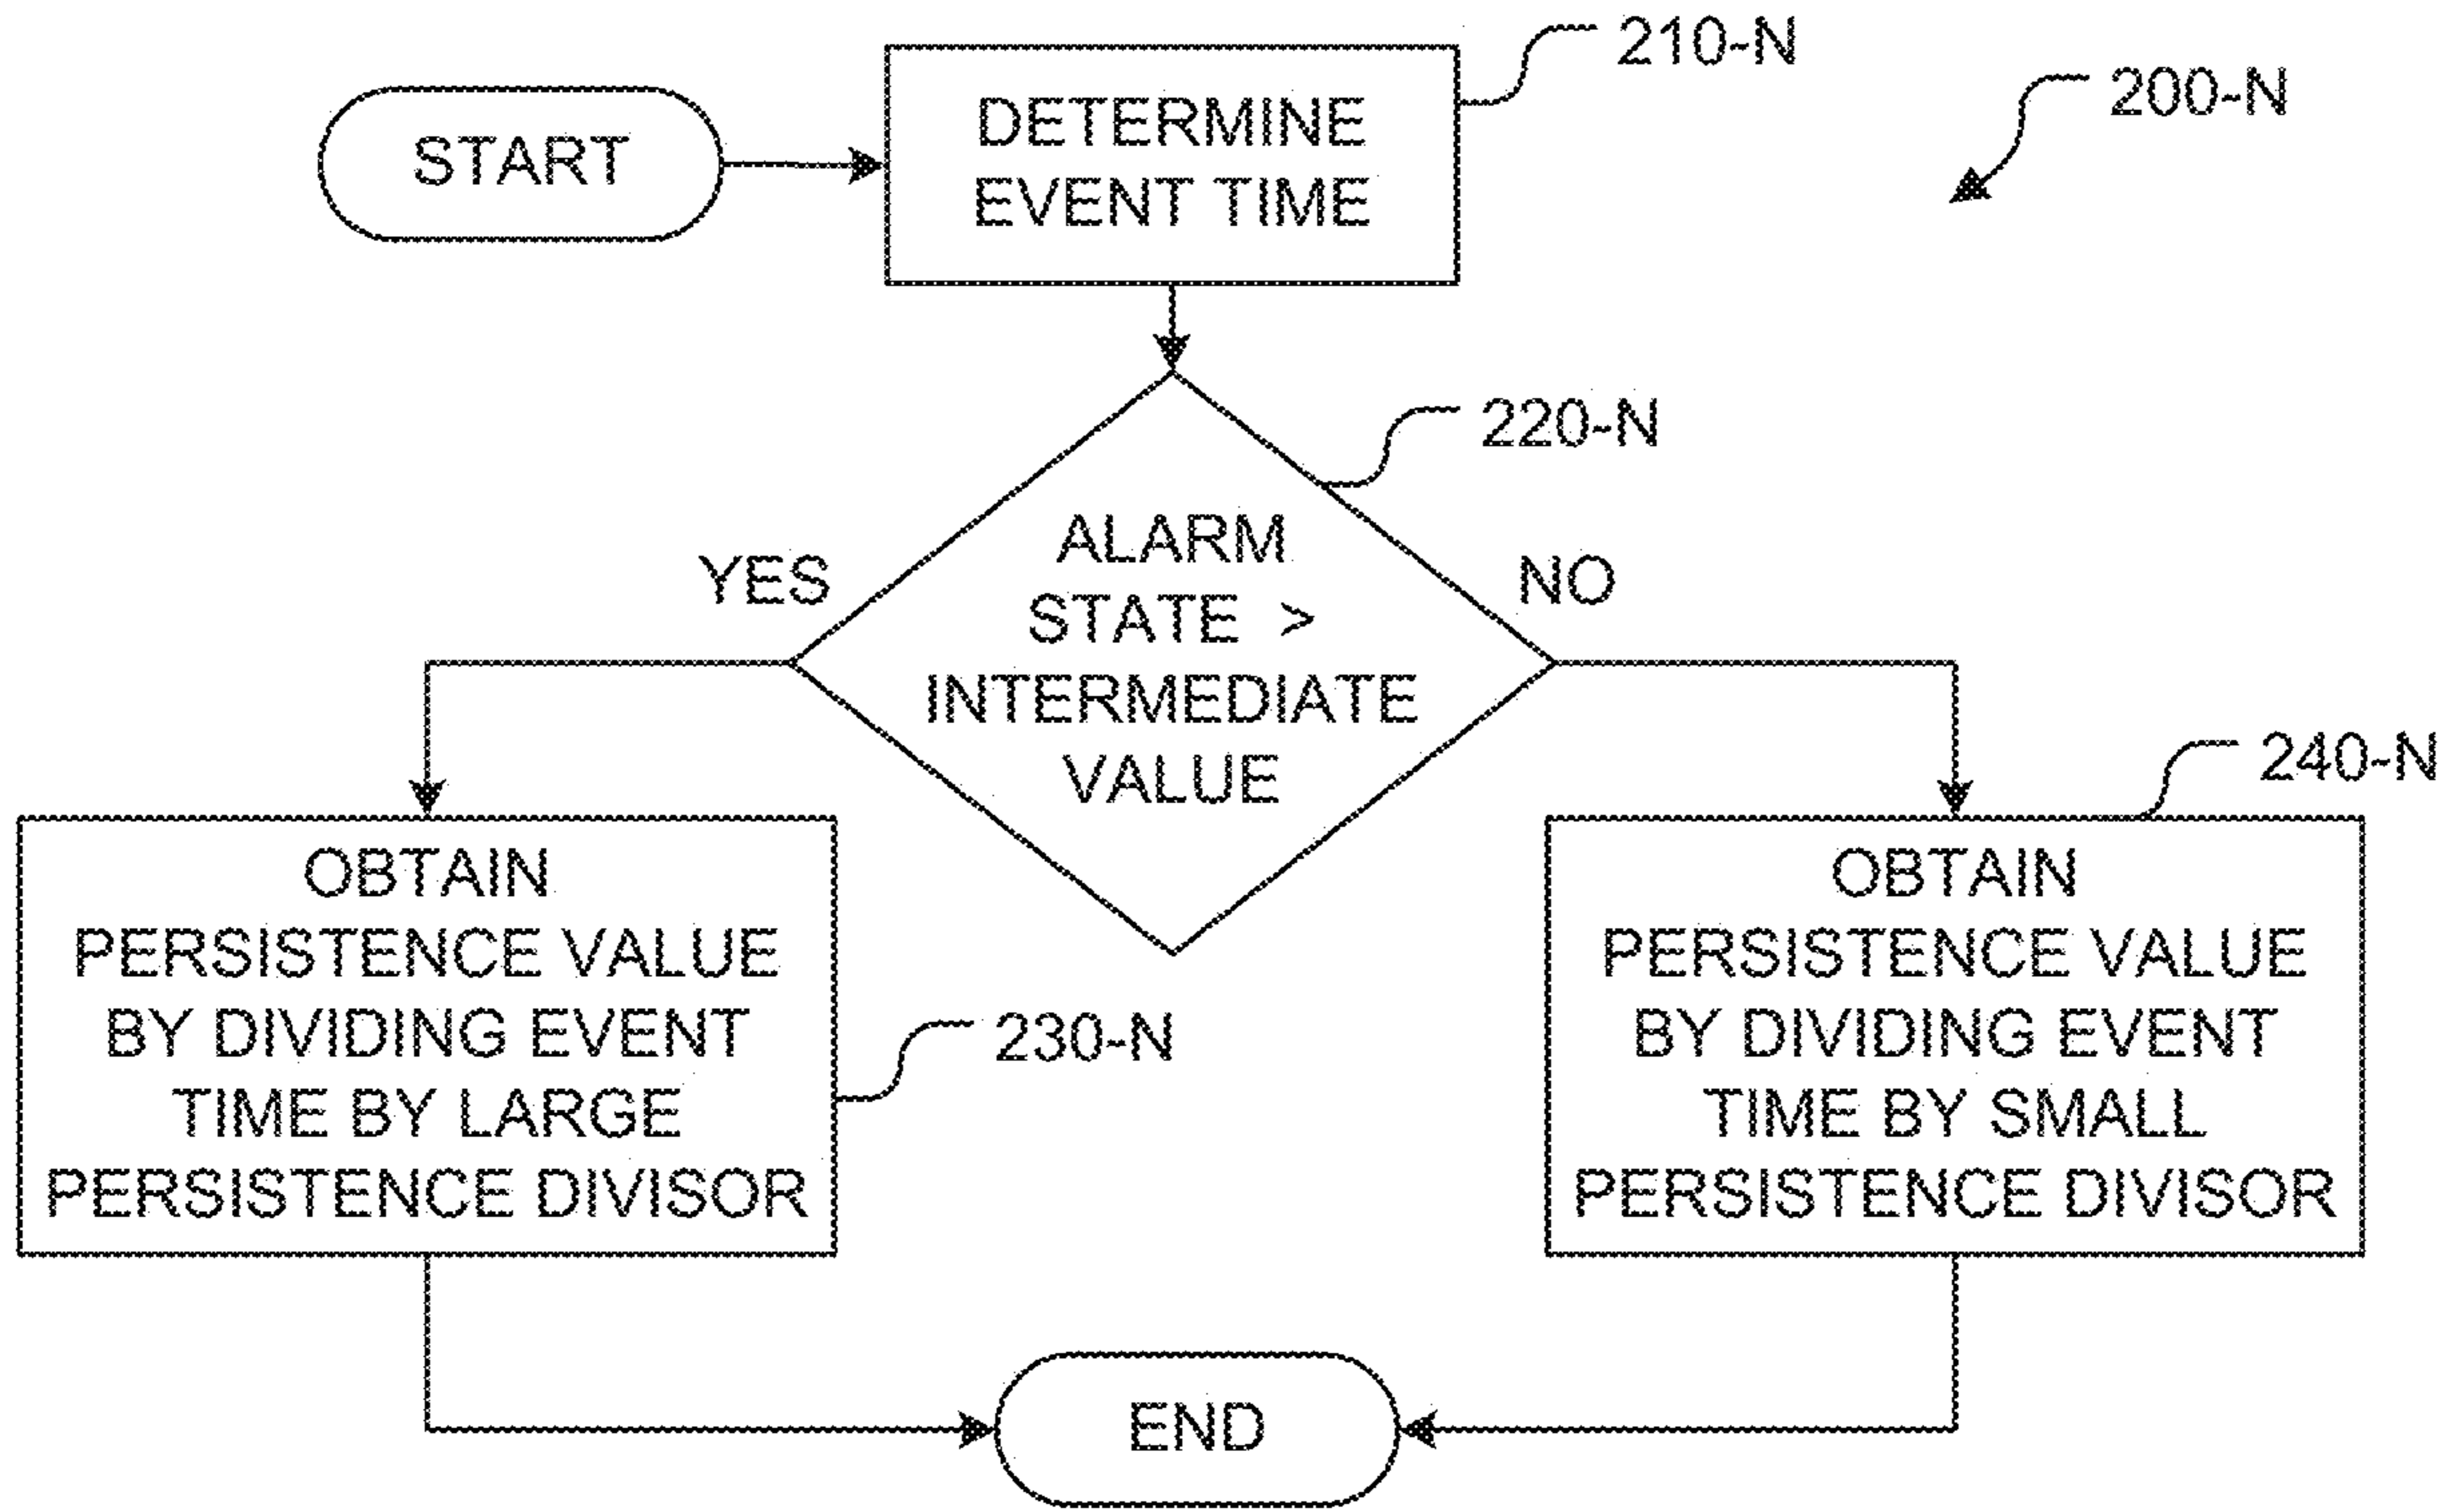 210-N
200-N
START
DETERMINE
EVENT TIME
220-N
ALARM
STATE >
INTERMEDIATE
VALUE
YES
NO
240-N
OBTAIN
PERSISTENCE VALUE
BY DIVIDING EVENT
TIME BY LARGE
PERSISTENCE DIVISOR
230-N
OBTAIN
PERSISTENCE VALUE
BY DIVIDING EVENT
TIME BY SMALL
PERSISTENCE DIVISOR
END